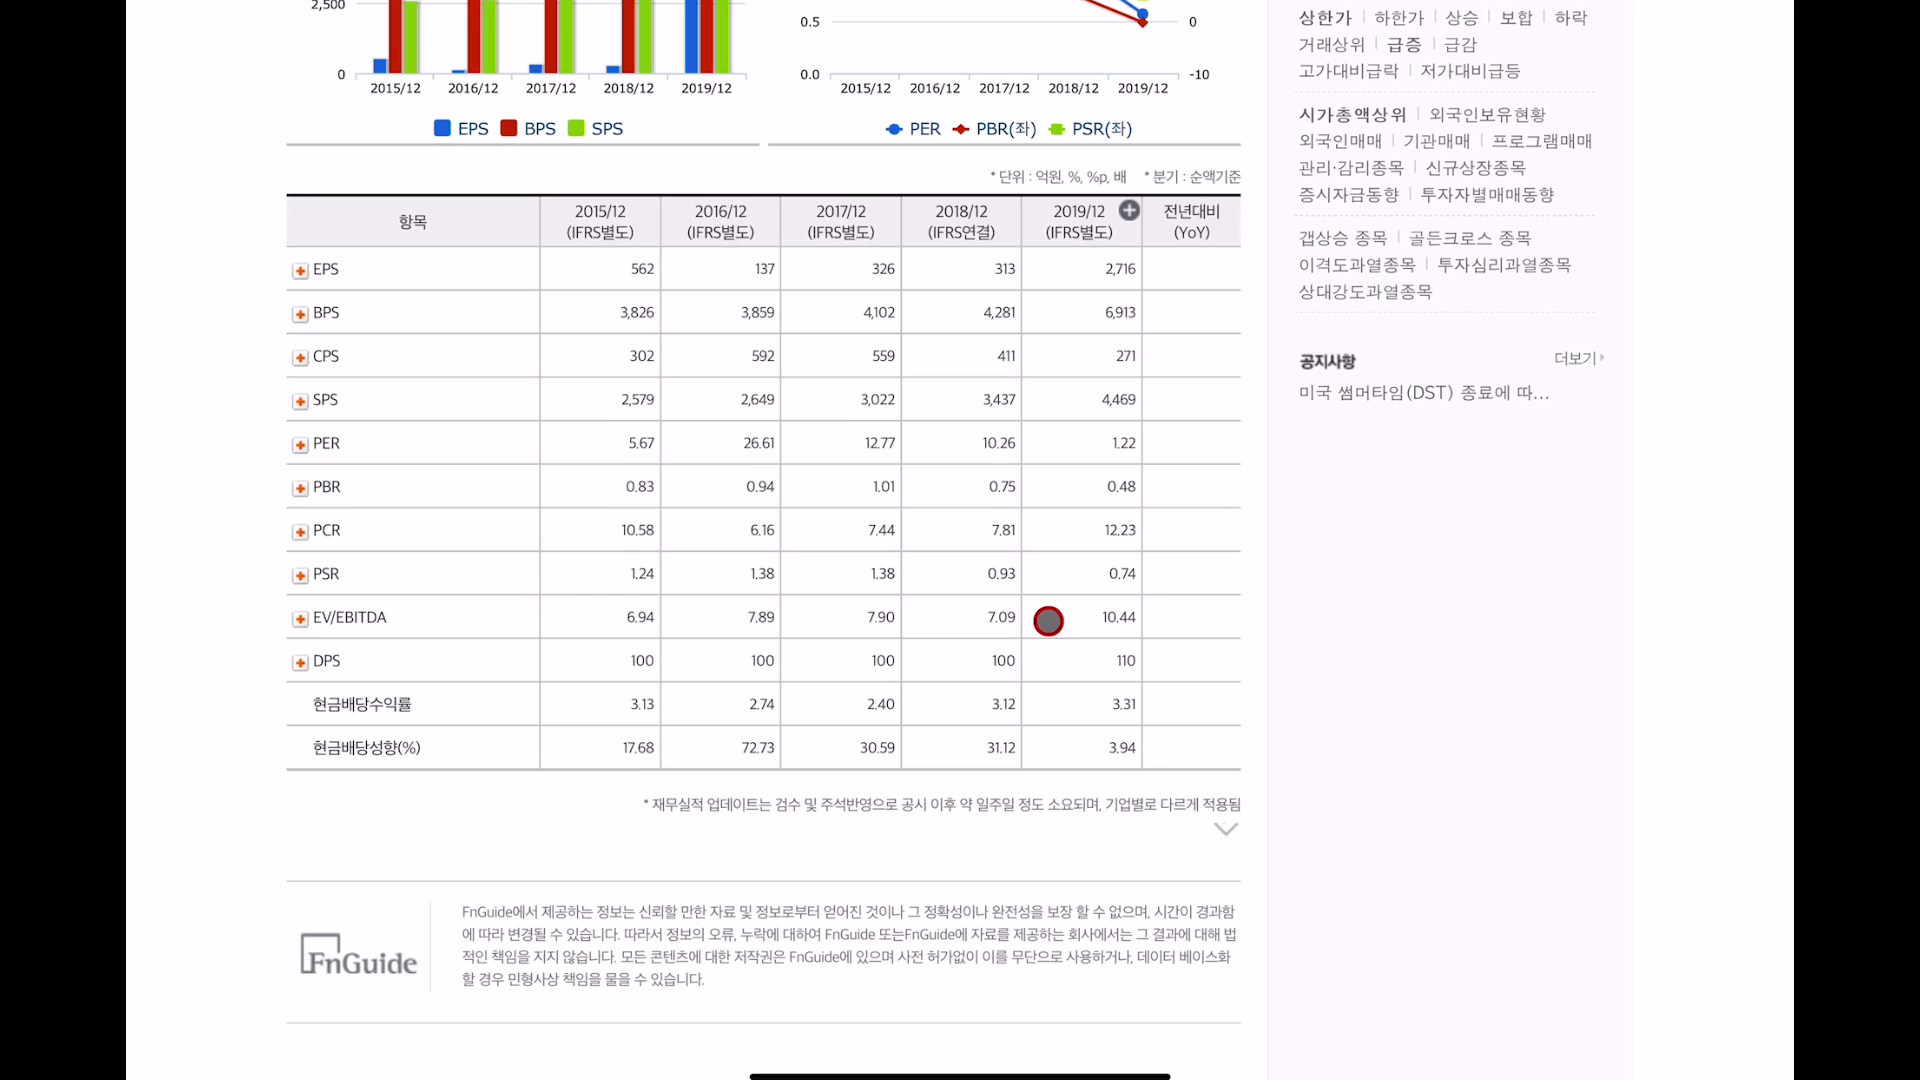 2,500
0
2015/12 2016/12 2017/12 2018/12 2019/12
EPS BPS SPS
0.5 0
0.0 -10
2015/12 2016/12 2017/12 2018/12 2019/12
PER PBR(좌) PSR(좌)
* 단위 : 억원, %, %p, 배 * 분기 : 순액기준
항목 2015/12 (IFRS별도) 2016/12 (IFRS별도) 2017/12 (IFRS별도) 2018/12 (IFRS연결) 2019/12 (IFRS별도) 전년대비 (YoY)
EPS 562 137 326 313 2,716
BPS 3,826 3,859 4,102 4,281 6,913
CPS 302 592 559 411 271
SPS 2,579 2,649 3,022 3,437 4,469
PER 5.67 26.61 12.77 10.26 1.22
PBR 0.83 0.94 1.01 0.75 0.48
PCR 10.58 6.16 7.44 7.81 12.23
PSR 1.24 1.38 1.38 0.93 0.74
EV/EBITDA 6.94 7.89 7.90 7.09 10.44
DPS 100 100 100 100 110
현금배당수익률 3.13 2.74 2.40 3.12 3.31
현금배당성향(%) 17.68 72.73 30.59 31.12 3.94
* 재무실적 업데이트는 검수 및 주석반영으로 공시 이후 약 일주일 정도 소요되며, 기업별로 다르게 적용됨
FnGuide
FnGuide에서 제공하는 정보는 신뢰할 만한 자료 및 정보로부터 얻어진 것이나 그 정확성이나 완전성을 보장 할 수 없으며, 시간이 경과함
에 따라 변경될 수 있습니다. 따라서 정보의 오류, 누락에 대하여 FnGuide 또는FnGuide에 자료를 제공하는 회사에서는 그 결과에 대해 법
적인 책임을 지지 않습니다. 모든 콘텐츠에 대한 저작권은 FnGuide에 있으며 사전 허가없이 이를 무단으로 사용하거나, 데이터 베이스화
할 경우 민형사상 책임을 물을 수 있습니다.
상한가 하한가 상승 보합 하락
거래상위 급증 급감
고가대비급락 저가대비급등
시가총액상위 외국인보유현황
외국인매매 기관매매 프로그램매매
관리·감리종목 신규상장종목
증시자금동향 투자자별매매동향
갭상승 종목 골든크로스 종목
이격도과열종목 투자심리과열종목
상대강도과열종목
공지사항 더보기
미국 썸머타임(DST) 종료에 따...